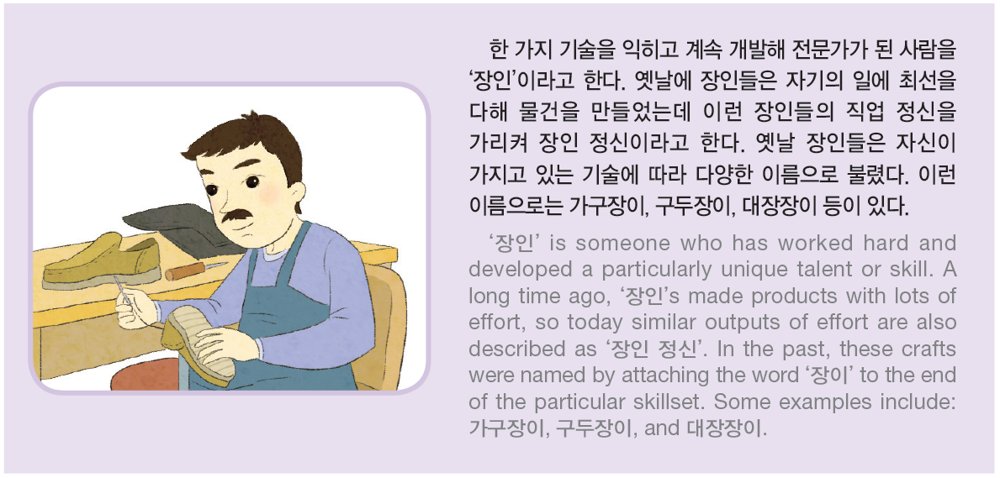 한 가지 기술을 익히고 계속 개발해 전문가가 된 사람을
‘장인’이라고 한다. 옛날에 장인들은 자기의 일에 최선을
다해 물건을 만들었는데 이런 장인들의 직업 정신을
가리켜 장인 정신이라고 한다. 옛날 장인들은 자신이
가지고 있는 기술에 따라 다양한 이름으로 불렸다. 이런
이름으로는 가구장이, 구두장이, 대장장이 등이 있다.
‘장인’ is someone who has worked hard and
developed a particularly unique talent or skill. A
long time ago, ‘장인’s made products with lots of
effort, so today similar outputs of effort are also
described as ‘장인 정신’. In the past, these crafts
were named by attaching the word ‘장이’ to the end
of the particular skillset. Some examples include:
가구장이, 구두장이, and 대장장이.